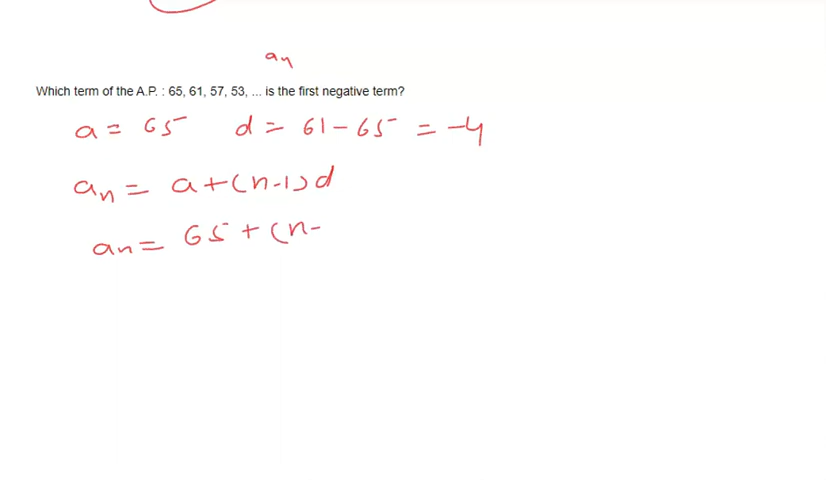 an
Which term of the A.P. : 65, 61, 57, 53, ... is the first negative term?
a = 65 d = 61 - 65 = -4
an = a + (n-1)d
an = 65 + (n-